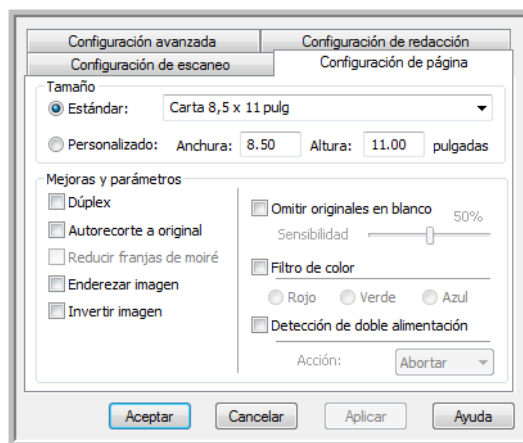 Configuración avanzada Configuración de redacción
Configuración de escaneo Configuración de página
Tamaño
Estándar: Carta 8,5 x 11 pulg
Personalizado: Anchura: 8.50 Altura: 11.00 pulgadas
Mejoras y parámetros
Dúplex
Autorecorte a original
Reducir franjas de moiré
Enderezar imagen
Invertir imagen
Omitir originales en blanco 50%
Sensibilidad
Filtro de color
Rojo Verde Azul
Detección de doble alimentación
Acción: Abortar
Aceptar Cancelar Aplicar Ayuda